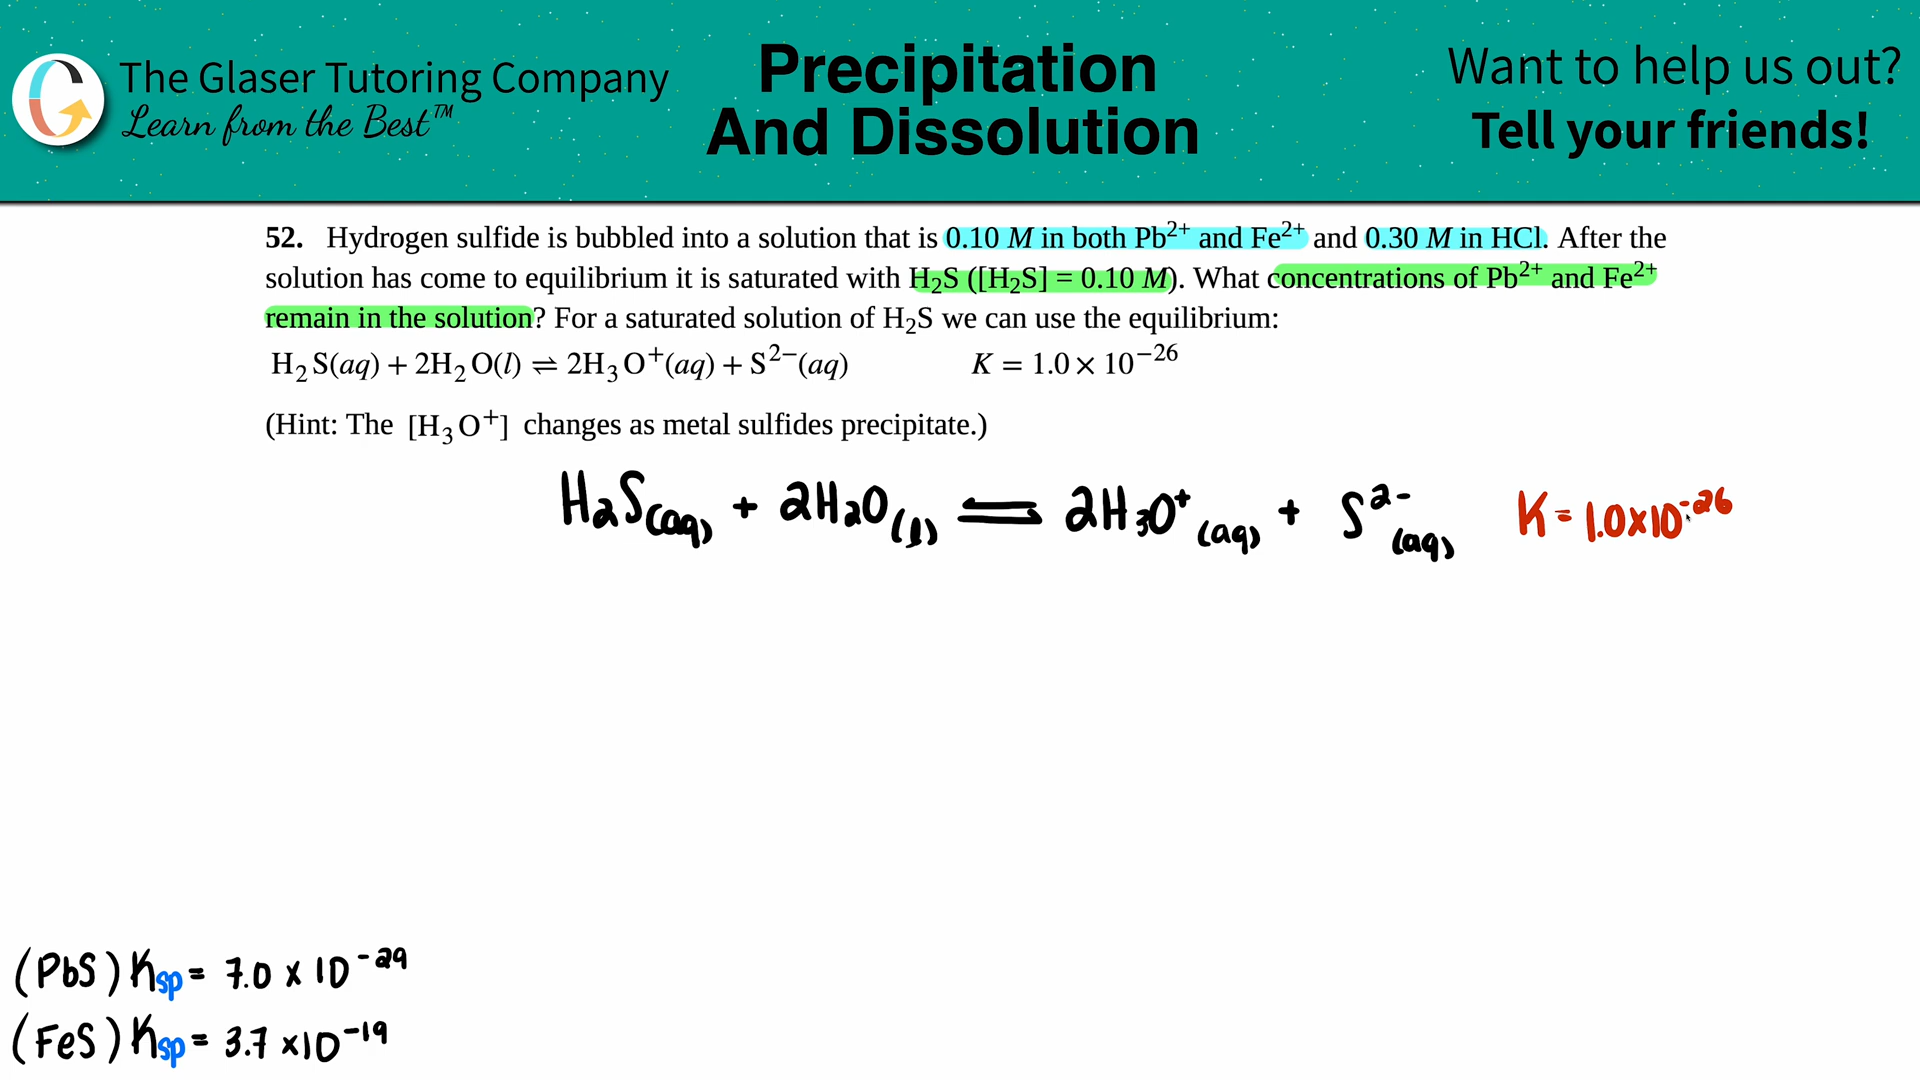 The Glaser Tutoring Company
Learn from the Best™
Precipitation
And Dissolution
Want to help us out?
Tell your friends!
52. Hydrogen sulfide is bubbled into a solution that is 0.10 M in both Pb²⁺ and Fe²⁺ and 0.30 M in HCl. After the
solution has come to equilibrium it is saturated with H₂S ([H₂S] = 0.10 M). What concentrations of Pb²⁺ and Fe²⁺
remain in the solution? For a saturated solution of H₂S we can use the equilibrium:
H₂S(aq) + 2H₂O(l) ⇌ 2H₃O⁺(aq) + S²⁻(aq) K = 1.0 × 10⁻²⁶
(Hint: The [H₃O⁺] changes as metal sulfides precipitate.)
H₂S(aq) + 2H₂O(l) ⇌ 2H₃O⁺(aq) + S²⁻(aq) K = 1.0x10⁻²⁶
(PbS) Ksp = 7.0 x 10⁻²⁹
(FeS) Ksp = 3.7 x10⁻¹⁹